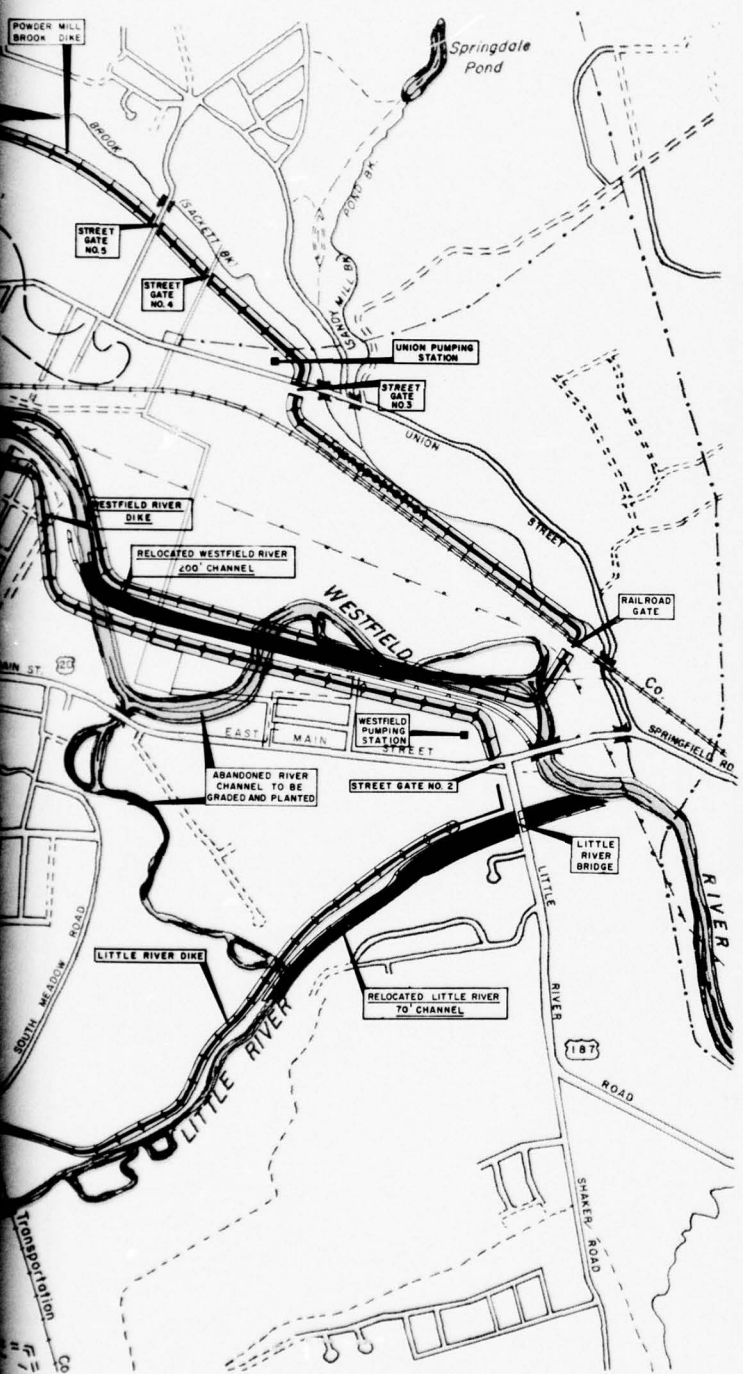 POWDER MILL
BROOK DIKE
Springdale
Pond
BROOK
(SACKETT BK.
POND BK.
(SANDY MILL BK.
STREET
GATE
NO. 5
STREET
GATE
NO. 4
UNION PUMPING
STATION
STREET
GATE
NO. 3
UNION
STREET
ESTFIELD RIVER
DIKE
RELOCATED WESTFIELD RIVER
200' CHANNEL
WESTFIELD
RAILROAD
GATE
Co.
AIN ST.
20
WESTFIELD
PUMPING
STATION
EAST MAIN STREET
SPRINGFIELD RD
ABANDONED RIVER
CHANNEL TO BE
GRADED AND PLANTED
STREET GATE NO. 2
LITTLE
RIVER
BRIDGE
RIVER
LITTLE
RIVER
ROAD
SOUTH MEADOW ROAD
LITTLE RIVER DIKE
RELOCATED LITTLE RIVER
70' CHANNEL
LITTLE RIVER
187
SHAKER
ROAD
Transportation
Co